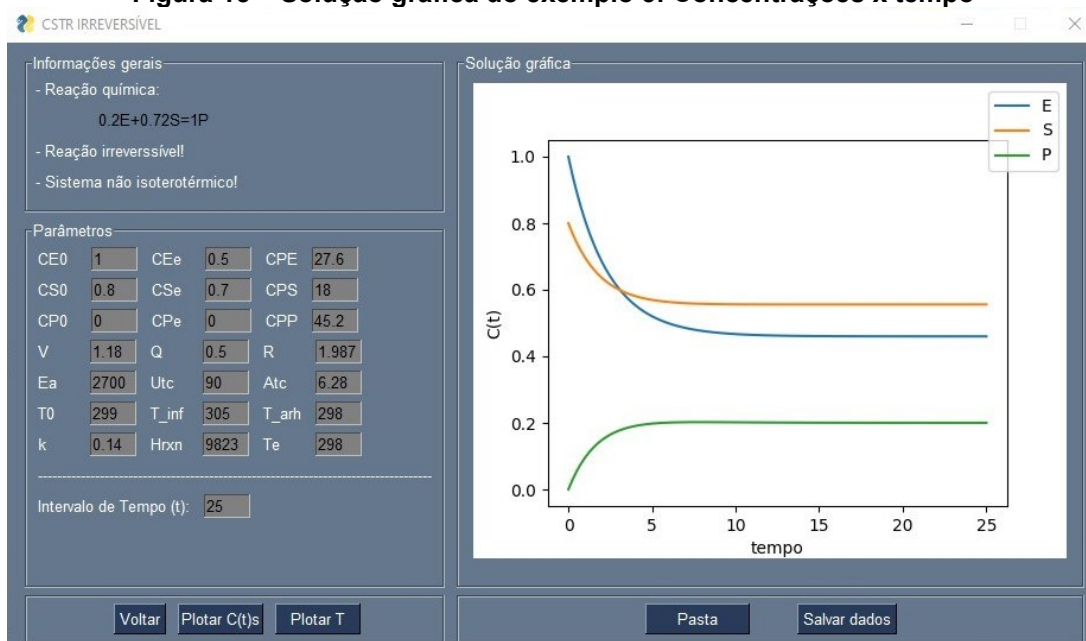 Figura 10 – Solução gráfica do exemplo 3: Concentrações x tempo
CSTR IRREVERSÍVEL
Informações gerais
- Reação química:
0.2E+0.72S=1P
- Reação irreverssível!
- Sistema não isoterotérmico!
Parâmetros
CE0 1 CEe 0.5 CPE 27.6
CS0 0.8 CSe 0.7 CPS 18
CP0 0 CPe 0 CPP 45.2
V 1.18 Q 0.5 R 1.987
Ea 2700 Utc 90 Atc 6.28
T0 299 T_inf 305 T_arh 298
k 0.14 Hrxn 9823 Te 298
Intervalo de Tempo (t): 25
Voltar Plotar C(t)s Plotar T
Solução gráfica
E
S
P
1.0
0.8
0.6
0.4
0.2
0.0
C(t)
0 5 10 15 20 25
tempo
Pasta Salvar dados